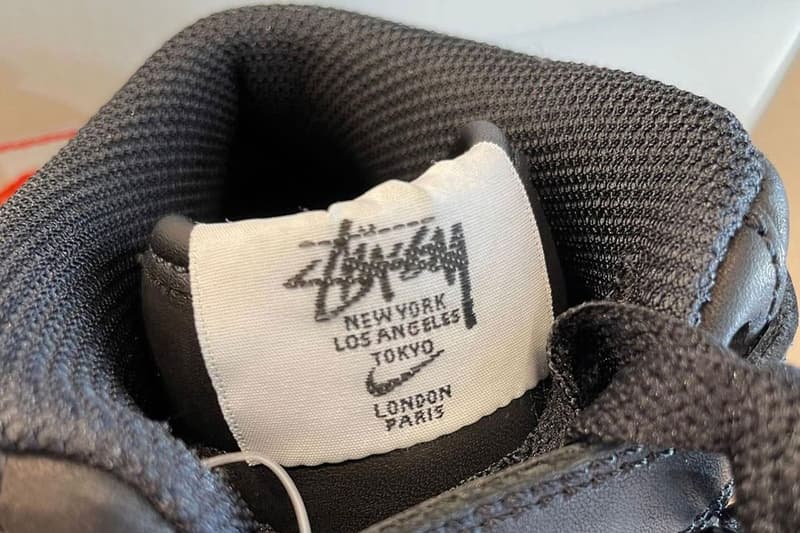 STÜSSY
NEW YORK
LOS ANGELES
TOKYO
LONDON
PARIS